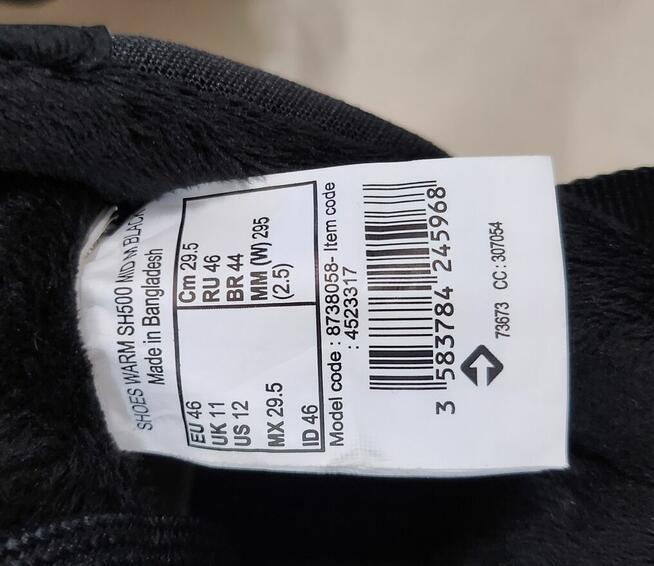 SHOES WARM SH500 MID M BLACK
Made in Bangladesh
EU 46
UK 11
US 12
MX 29.5
ID 46
Cm 29.5
RU 46
BR 44
MM (W) 295
(2.5)
Model code : 8738058- Item code
: 4523317
3 583784 245968
73673 CC: 307054